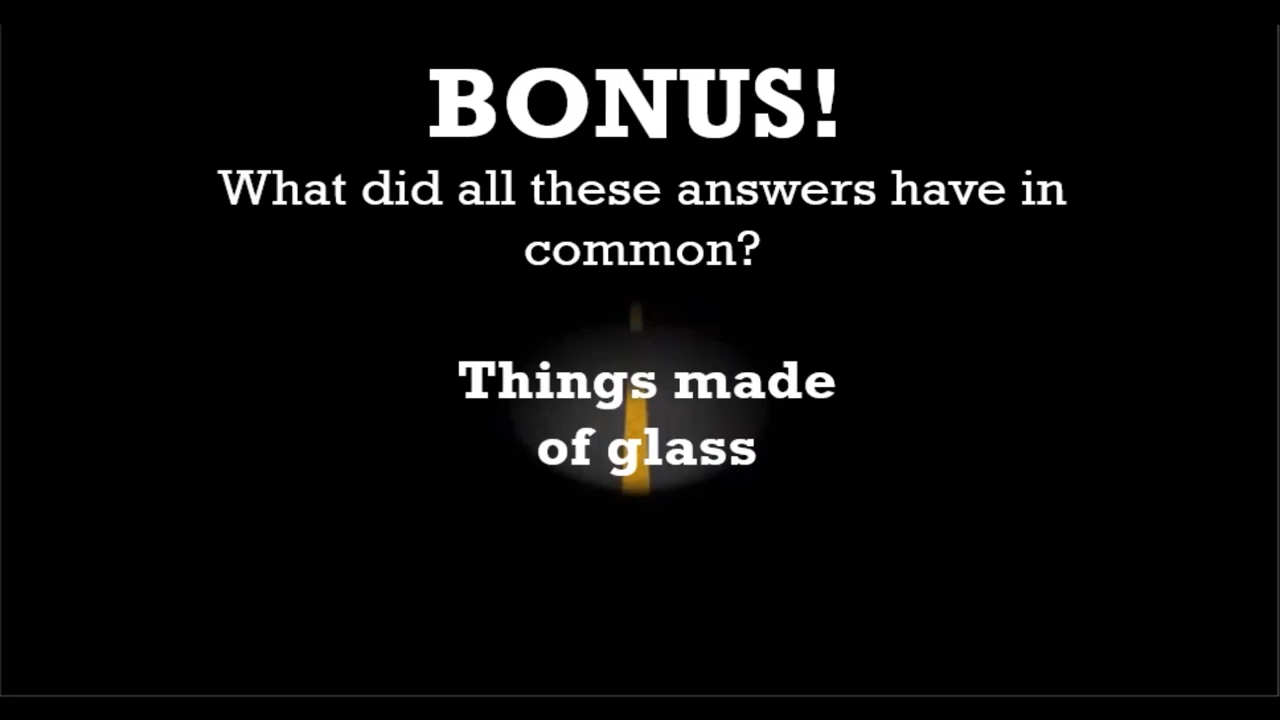 BONUS!
What did all these answers have in
common?
Things made
of glass